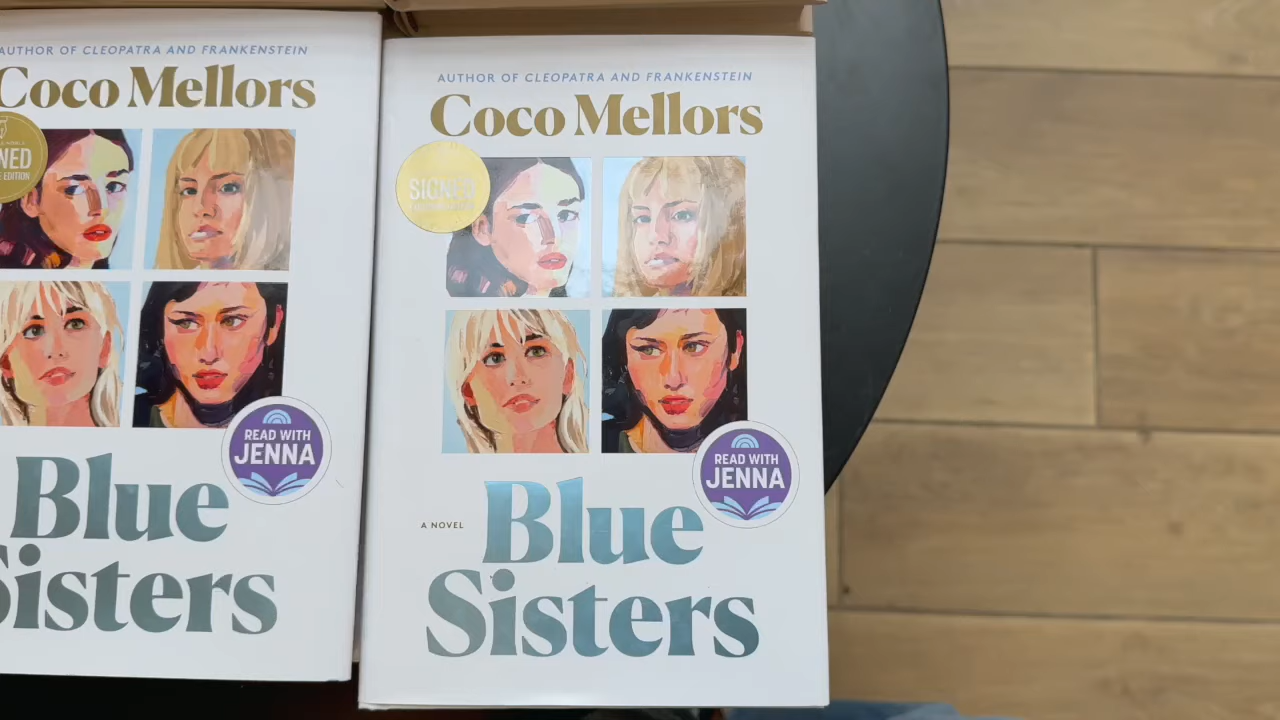 AUTHOR OF CLEOPATRA AND FRANKENSTEIN
Coco Mellors
NED
EDITION
READ WITH
JENNA
Blue
Sisters
AUTHOR OF CLEOPATRA AND FRANKENSTEIN
Coco Mellors
SIGNED
READ WITH
JENNA
A NOVEL
Blue
Sisters